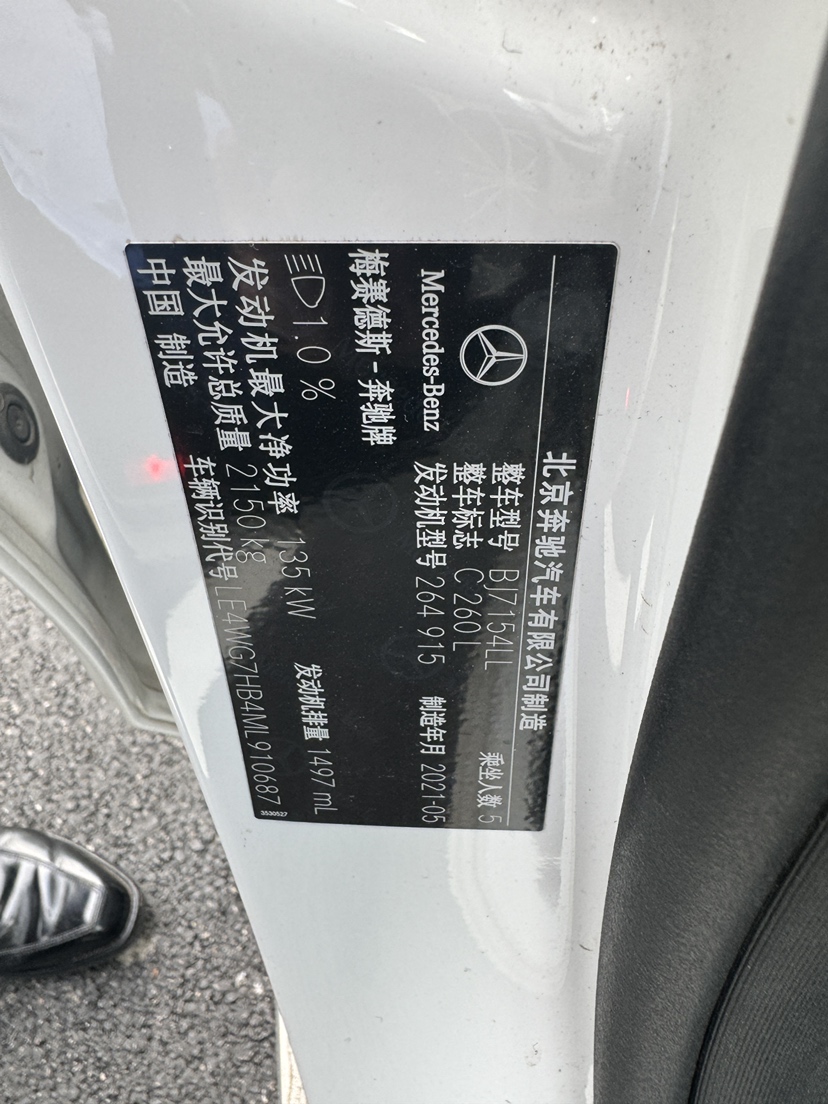 北京奔驰汽车有限公司制造
Mercedes-Benz
整车型号 BJ7154LL
乘坐人数 5
整车标志 C 260 L
发动机型号 264 915
制造年月 2021-05
梅赛德斯-奔驰牌
1.0 %
发动机排量 1497 mL
发动机最大净功率 135 kW
最大允许总质量 2150 kg
中国 制造
车辆识别代号 LE4WG7HB4ML910687
3530527